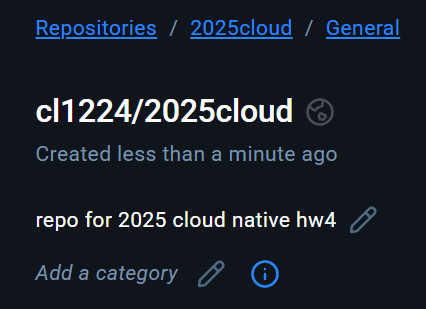 Repositories / 2025cloud / General
cl1224/2025cloud
Created less than a minute ago
repo for 2025 cloud native hw4
Add a category